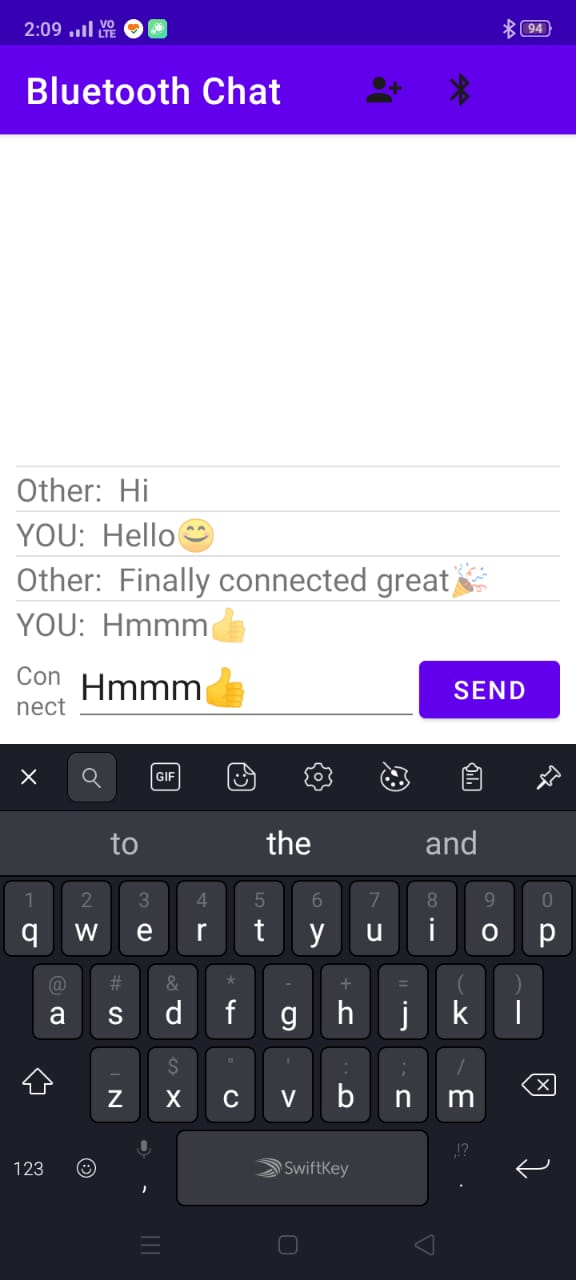 2:09 VO LTE 94
Bluetooth Chat
Other: Hi
YOU: Hello😊
Other: Finally connected great🎉
YOU: Hmmm👍
Con
nect
Hmmm👍
SEND
GIF
to the and
1 2 3 4 5 6 7 8 9 0
q w e r t y u i o p
@ # & * - + = ( )
a s d f g h j k l
_ $ " ' : ; /
z x c v b n m
,!?
123 , SwiftKey .